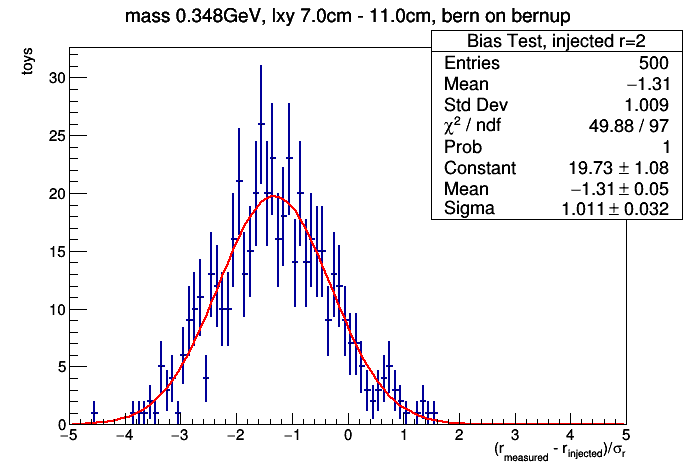 mass 0.348GeV, lxy 7.0cm - 11.0cm, bern on bernup
Bias Test, injected r=2
Entries 500
Mean −1.31
Std Dev 1.009
χ² / ndf 49.88 / 97
Prob 1
Constant 19.73 ± 1.08
Mean −1.31 ± 0.05
Sigma 1.011 ± 0.032
toys
30
25
20
15
10
5
0
−5 −4 −3 −2 −1 0 1 2 3 4 5
(r_measured - r_injected)/σ_r